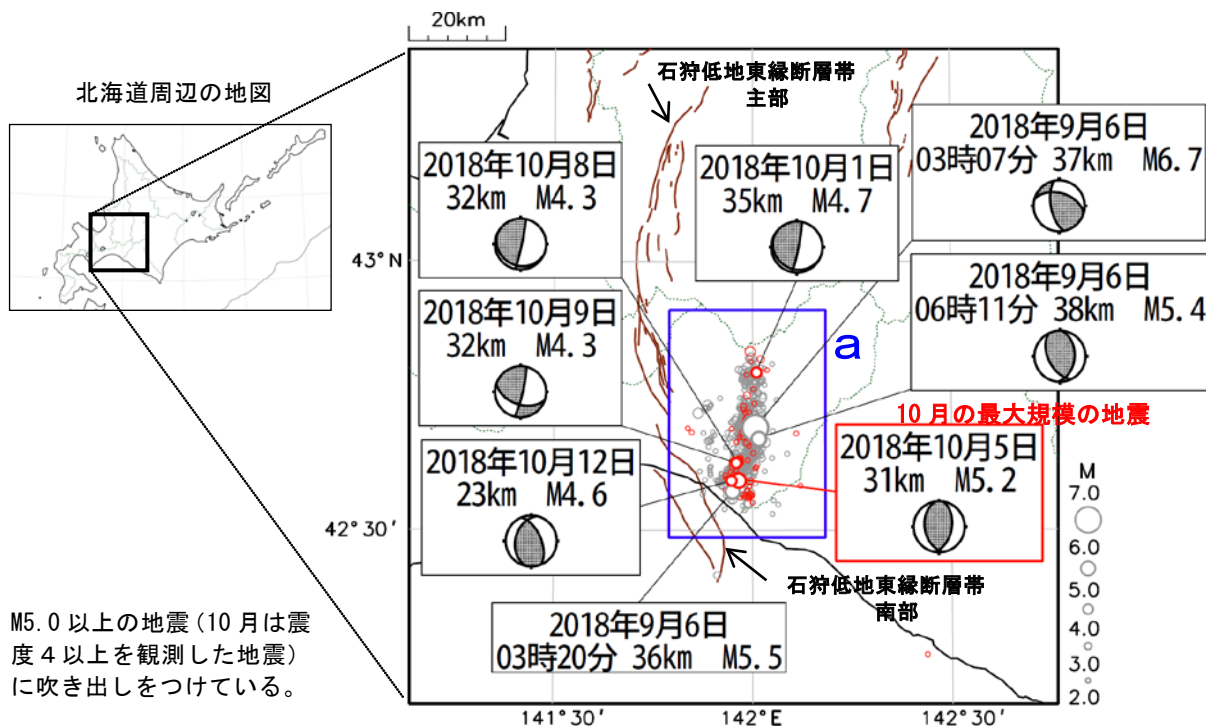 20km
北海道周辺の地図
石狩低地東縁断層帯
主部
2018年10月8日
32km M4.3
2018年10月1日
35km M4.7
2018年9月6日
03時07分 37km M6.7
43°N
2018年10月9日
32km M4.3
a
2018年9月6日
06時11分 38km M5.4
10月の最大規模の地震
2018年10月12日
23km M4.6
2018年10月5日
31km M5.2
42°30′
石狩低地東縁断層帯
南部
2018年9月6日
03時20分 36km M5.5
M5.0以上の地震(10月は震
度4以上を観測した地震)
に吹き出しをつけている。
M
7.0
6.0
5.0
4.0
3.0
2.0
141°30′
142°E
142°30′